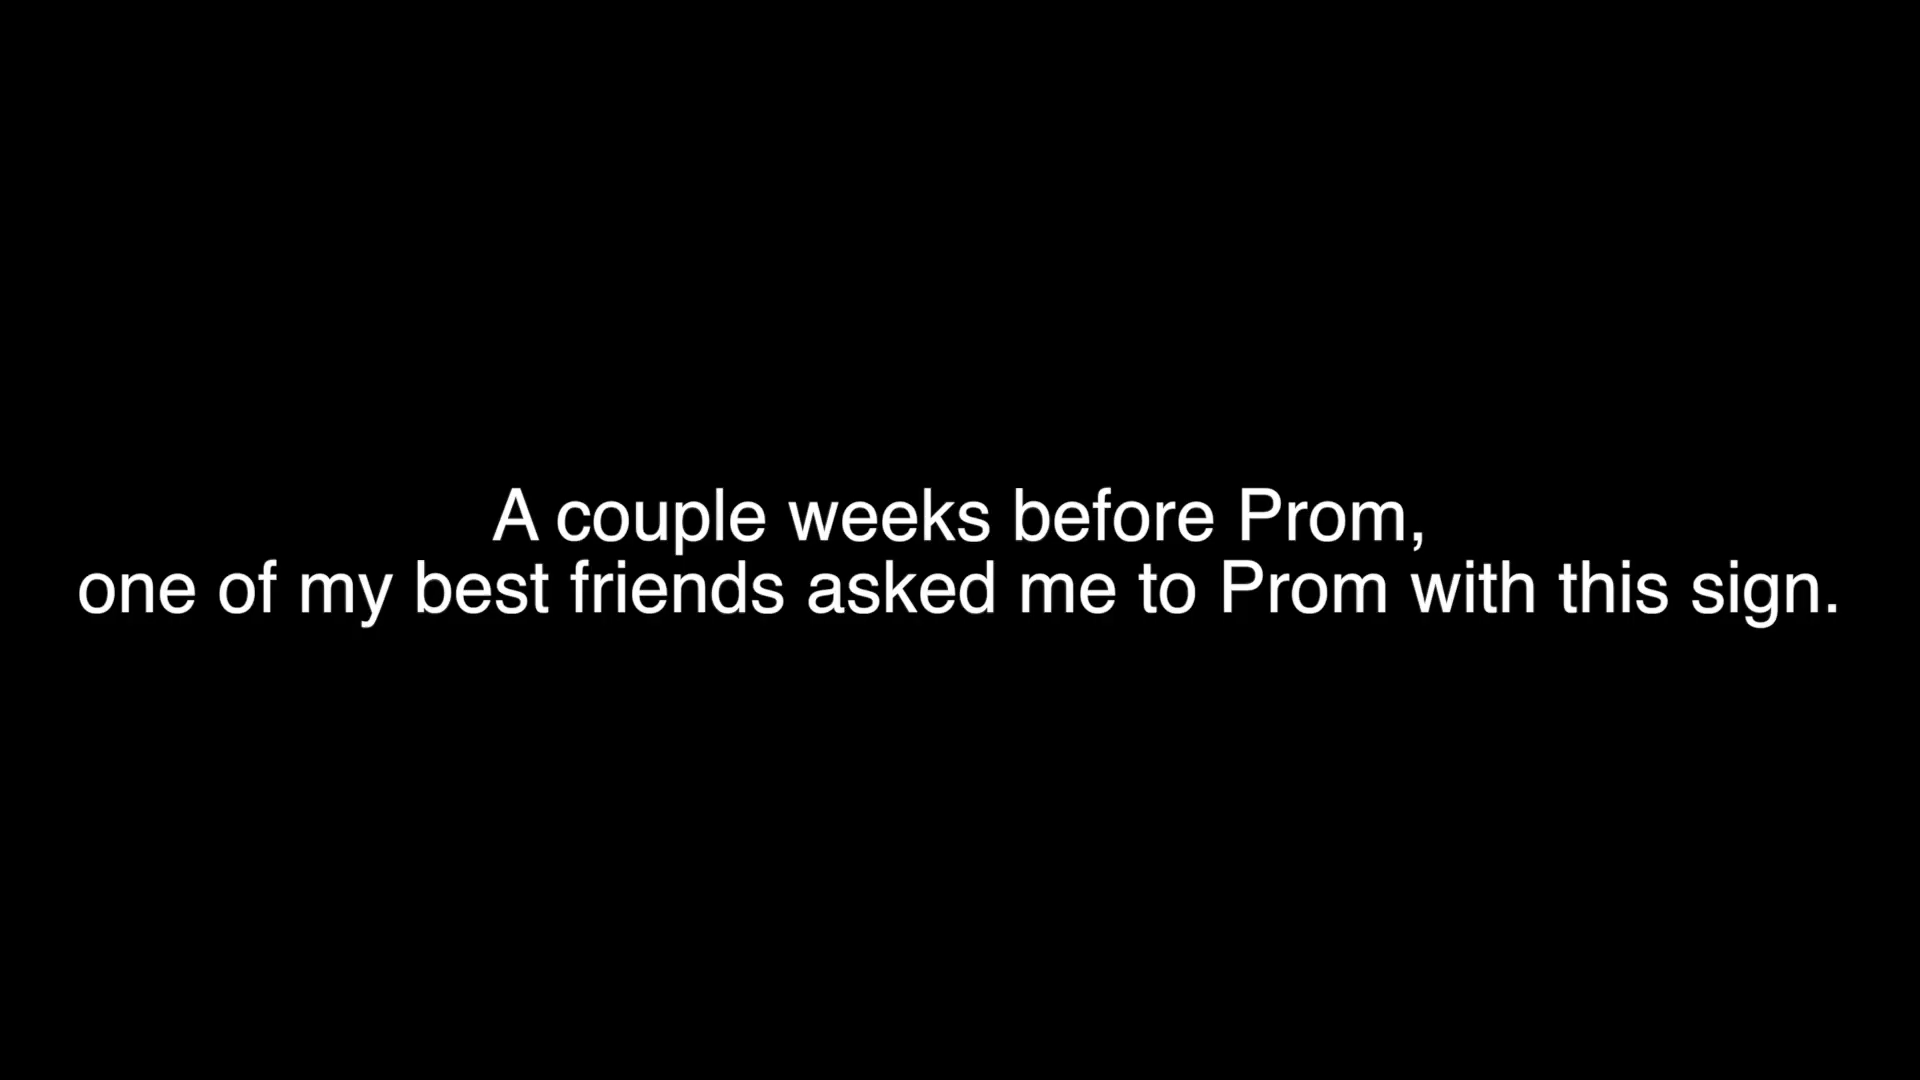 A couple weeks before Prom,
one of my best friends asked me to Prom with this sign.